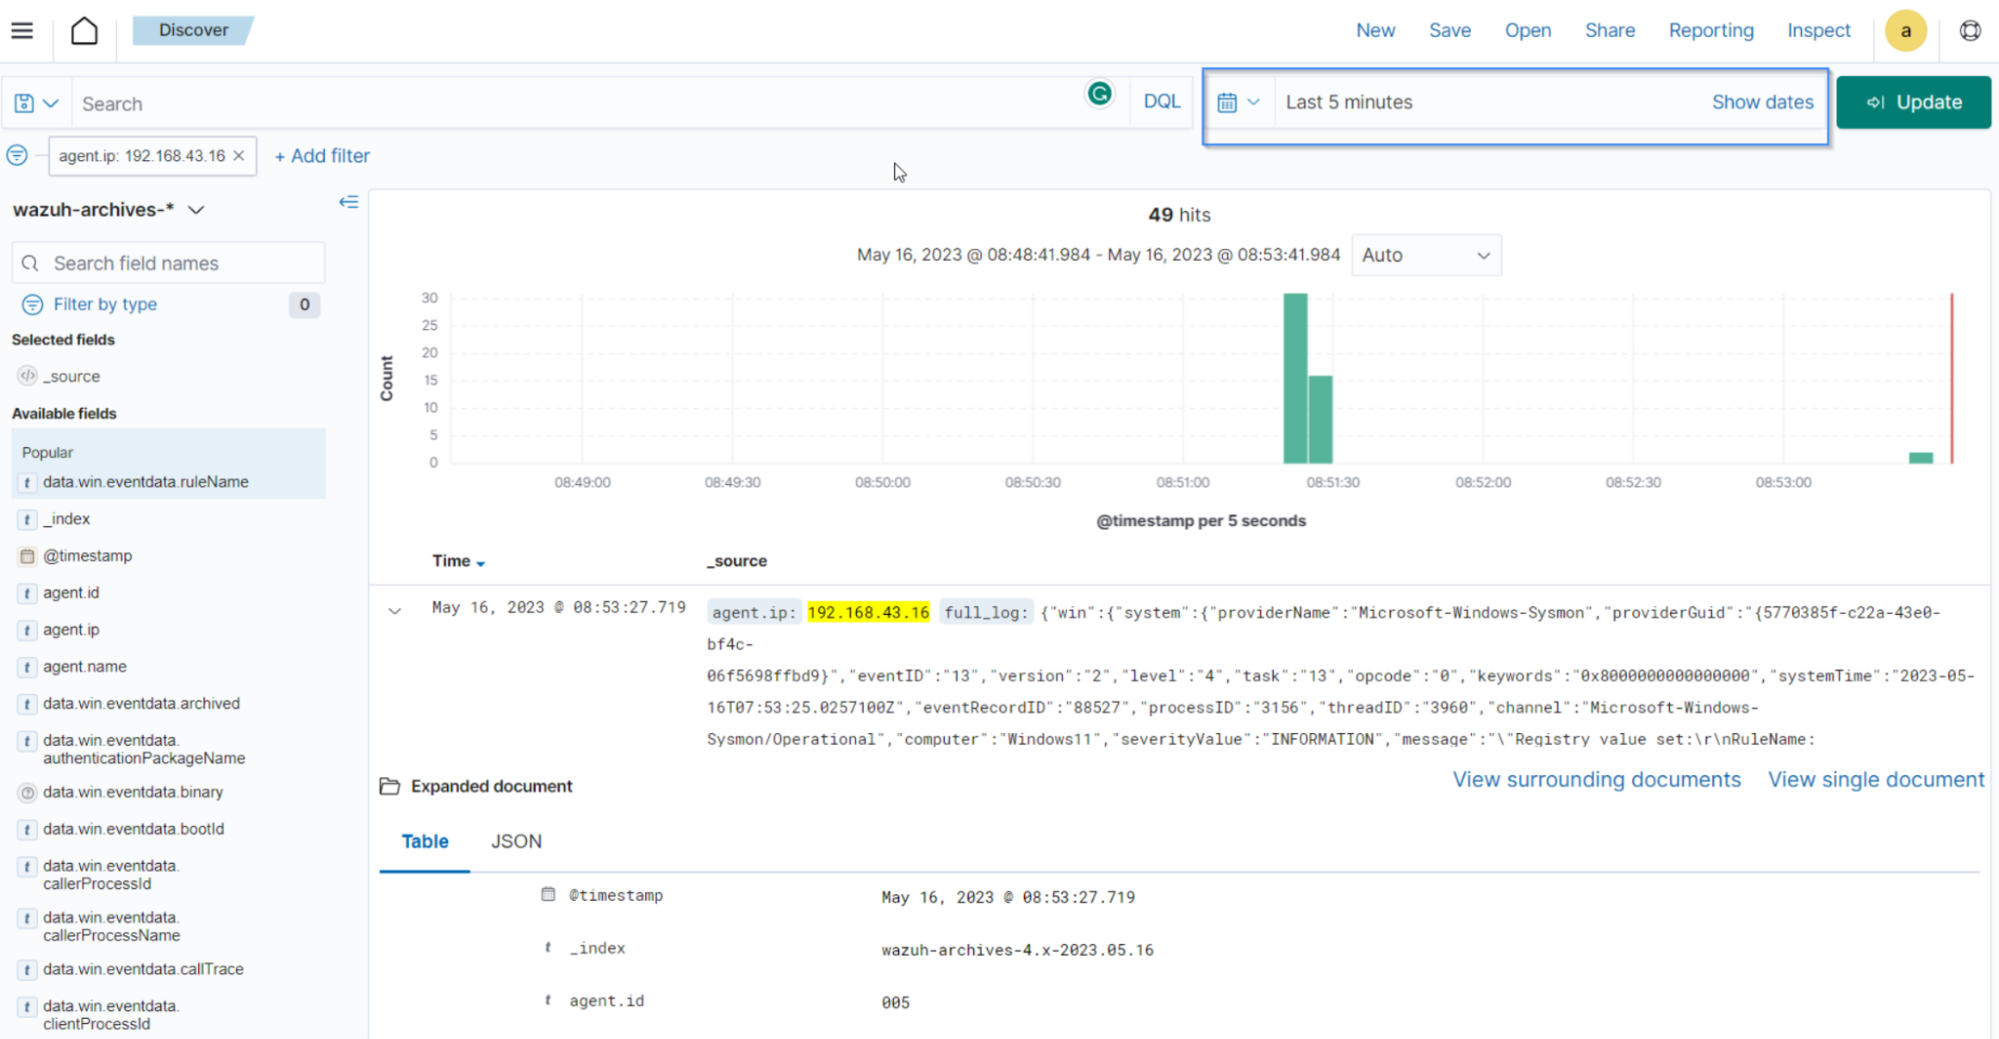 Discover
New
Save
Open
Share
Reporting
Inspect
a
Search
DQL
Last 5 minutes
Show dates
Update
agent.ip: 192.168.43.16 ×
+ Add filter
wazuh-archives-*
Search field names
Filter by type
0
Selected fields
_source
Available fields
Popular
t data.win.eventdata.ruleName
t _index
@timestamp
t agent.id
t agent.ip
t agent.name
t data.win.eventdata.archived
t data.win.eventdata.
authenticationPackageName
data.win.eventdata.binary
t data.win.eventdata.bootId
t data.win.eventdata.
callerProcessId
t data.win.eventdata.
callerProcessName
t data.win.eventdata.callTrace
t data.win.eventdata.
clientProcessId
49 hits
May 16, 2023 @ 08:48:41.984 - May 16, 2023 @ 08:53:41.984
Auto
Count
30
25
20
15
10
5
0
08:49:00
08:49:30
08:50:00
08:50:30
08:51:00
08:51:30
08:52:00
08:52:30
08:53:00
@timestamp per 5 seconds
Time
_source
May 16, 2023 @ 08:53:27.719
agent.ip: 192.168.43.16 full_log: {"win":{"system":{"providerName":"Microsoft-Windows-Sysmon","providerGuid":"{5770385f-c22a-43e0-
bf4c-
06f5698ffbd9}","eventID":"13","version":"2","level":"4","task":"13","opcode":"0","keywords":"0x8000000000000000","systemTime":"2023-05-
16T07:53:25.0257100Z","eventRecordID":"88527","processID":"3156","threadID":"3960","channel":"Microsoft-Windows-
Sysmon/Operational","computer":"Windows11","severityValue":"INFORMATION","message":"\"Registry value set:\r\nRuleName:
Expanded document
View surrounding documents
View single document
Table
JSON
@timestamp
May 16, 2023 @ 08:53:27.719
t _index
wazuh-archives-4.x-2023.05.16
t agent.id
005